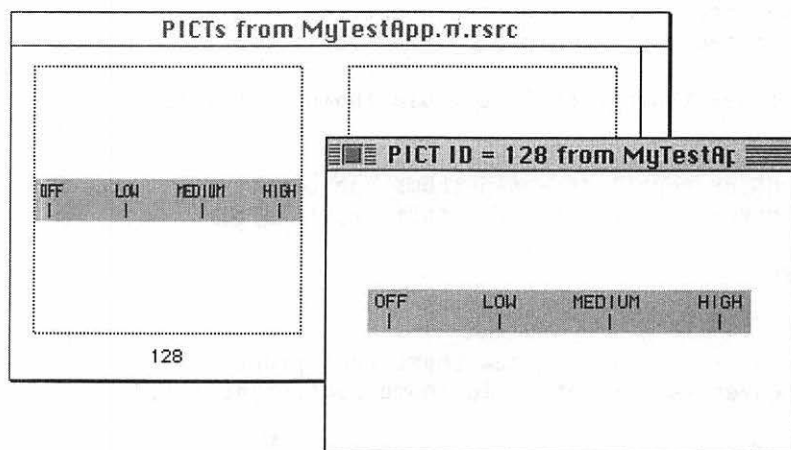 PICTs from MyTestApp.π.rsrc
OFF LOW MEDIUM HIGH
128
PICT ID = 128 from MyTestAp
OFF LOW MEDIUM HIGH